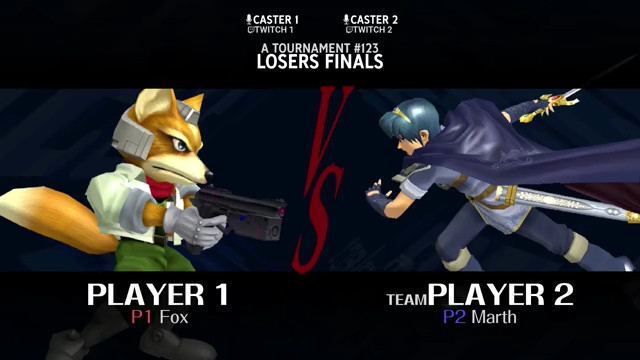 CASTER 1
CASTER 2
TWITCH 1
TWITCH 2
A TOURNAMENT #123
LOSERS FINALS
VS
PLAYER 1
P1 Fox
TEAM PLAYER 2
P2 Marth